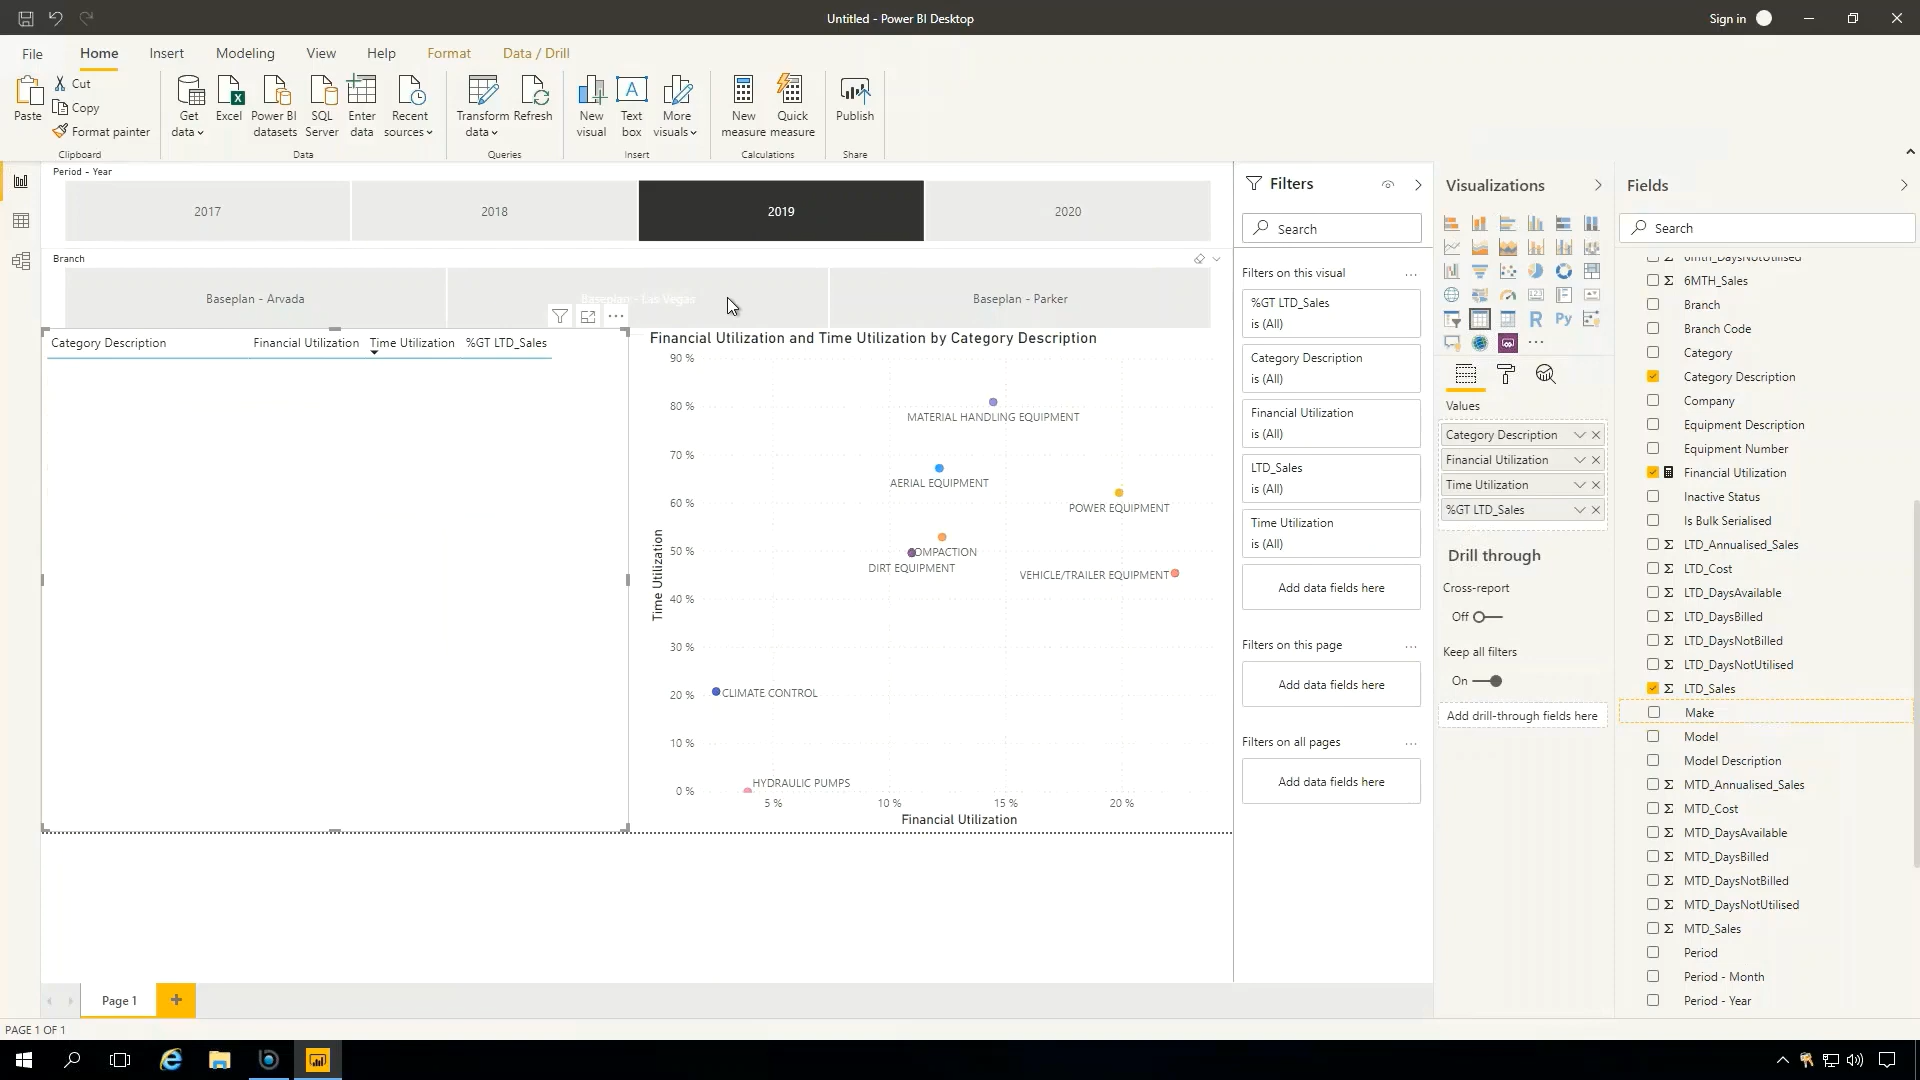 Untitled - Power BI Desktop
Sign in
File
Home
Insert
Modeling
View
Help
Format
Data / Drill
Paste
Cut
Copy
Format painter
Clipboard
Get data
Excel
Power BI datasets
SQL Server
Enter data
Recent sources
Data
Transform data
Refresh
Queries
New visual
Text box
More visuals
Insert
New measure
Quick measure
Calculations
Publish
Share
Period - Year
2017
2018
2019
2020
Branch
Baseplan - Arvada
Baseplan - Las Vegas
Baseplan - Parker
Category Description
Financial Utilization
Time Utilization
%GT LTD_Sales
Financial Utilization and Time Utilization by Category Description
90 %
80 %
70 %
60 %
50 %
40 %
30 %
20 %
10 %
0 %
Time Utilization
MATERIAL HANDLING EQUIPMENT
AERIAL EQUIPMENT
POWER EQUIPMENT
COMPACTION
DIRT EQUIPMENT
VEHICLE/TRAILER EQUIPMENT
CLIMATE CONTROL
HYDRAULIC PUMPS
5 %
10 %
15 %
20 %
Financial Utilization
Filters
Search
Filters on this visual
%GT LTD_Sales
is (All)
Category Description
is (All)
Financial Utilization
is (All)
LTD_Sales
is (All)
Time Utilization
is (All)
Add data fields here
Filters on this page
Add data fields here
Filters on all pages
Add data fields here
Visualizations
R
Py
Values
Category Description
Financial Utilization
Time Utilization
%GT LTD_Sales
Drill through
Cross-report
Off
Keep all filters
On
Add drill-through fields here
Fields
Search
6mth_DaysNotUtilised
6MTH_Sales
Branch
Branch Code
Category
Category Description
Company
Equipment Description
Equipment Number
Financial Utilization
Inactive Status
Is Bulk Serialised
LTD_Annualised_Sales
LTD_Cost
LTD_DaysAvailable
LTD_DaysBilled
LTD_DaysNotBilled
LTD_DaysNotUtilised
LTD_Sales
Make
Model
Model Description
MTD_Annualised_Sales
MTD_Cost
MTD_DaysAvailable
MTD_DaysBilled
MTD_DaysNotBilled
MTD_DaysNotUtilised
MTD_Sales
Period
Period - Month
Period - Year
Page 1
PAGE 1 OF 1